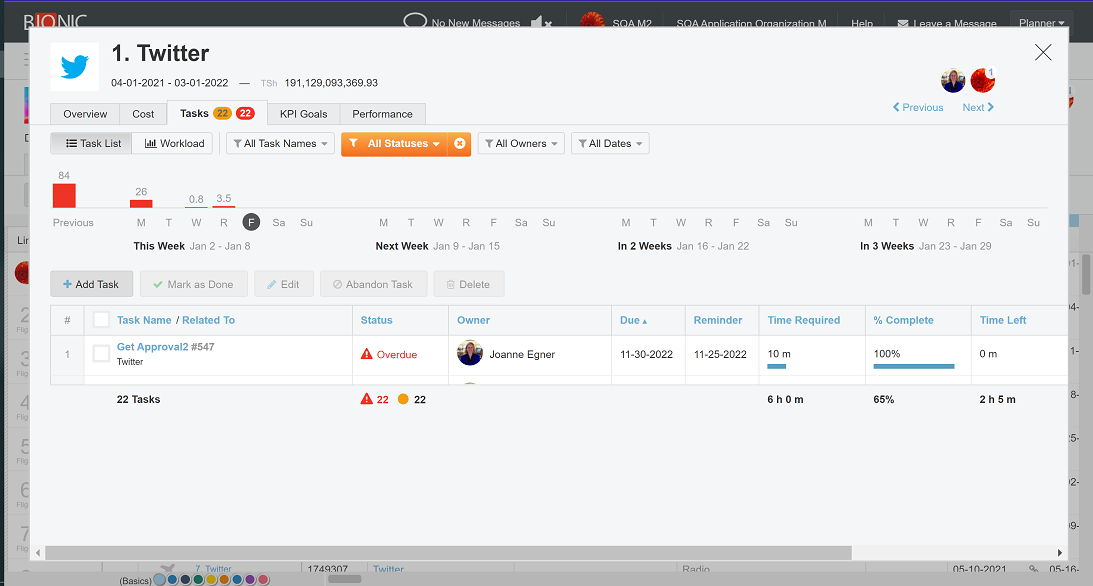 BIONIC
No New Messages
SQA M2
SQA Application Organization M
Help
Leave a Message
Planner
1. Twitter
04-01-2021 - 03-01-2022 — TSh 191,129,093,369.93
1
Previous Next
Overview Cost Tasks 22 22 KPI Goals Performance
Task List Workload All Task Names All Statuses All Owners All Dates
84 26 0.8 3.5
Previous M T W R F Sa Su M T W R F Sa Su M T W R F Sa Su M T W R F Sa Su
This Week Jan 2 - Jan 8 Next Week Jan 9 - Jan 15 In 2 Weeks Jan 16 - Jan 22 In 3 Weeks Jan 23 - Jan 29
Add Task Mark as Done Edit Abandon Task Delete
# Task Name / Related To Status Owner Due Reminder Time Required % Complete Time Left
1 Get Approval2 #547 Overdue Joanne Egner 11-30-2022 11-25-2022 10 m 100% 0 m
Twitter
22 Tasks 22 22 6 h 0 m 65% 2 h 5 m
7. Twitter 1749307 Twitter Radio 05-10-2021 05-16-
(Basics)